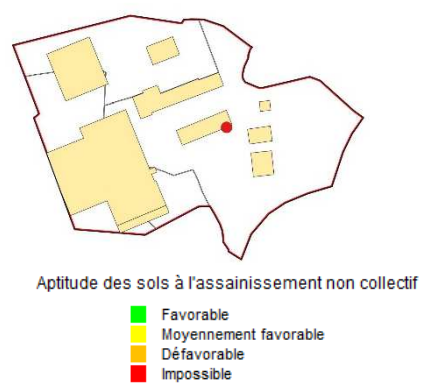 Aptitude des sols à l'assainissement non collectif
Favorable
Moyennement favorable
Défavorable
Impossible